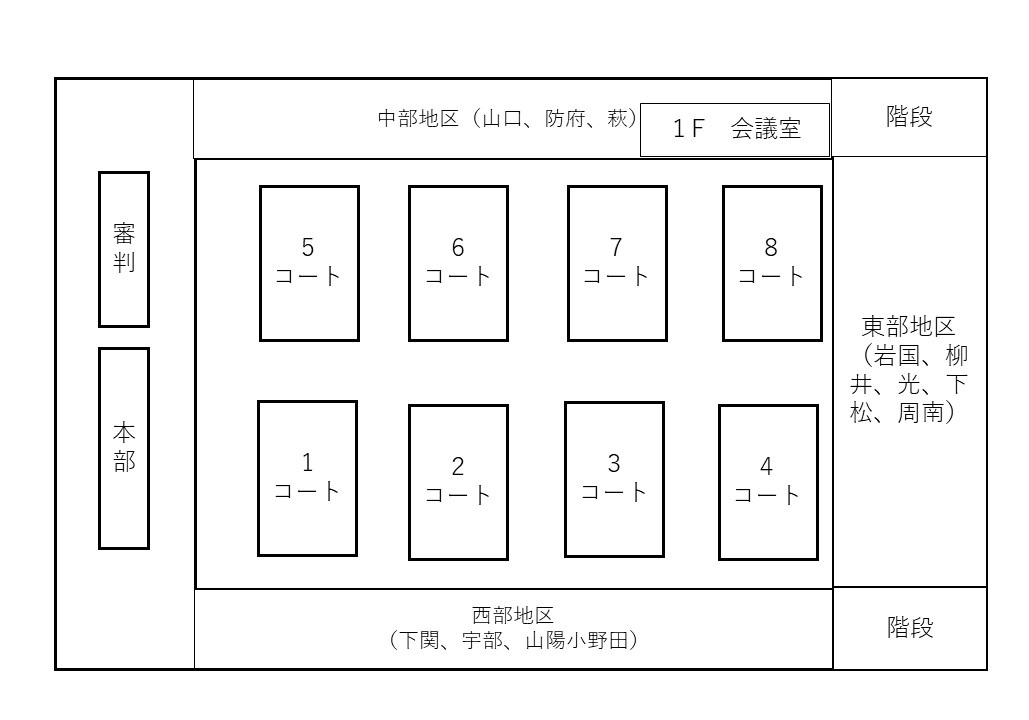 中部地区（山口、防府、萩）
１Ｆ　会議室
階段
審
判
5
コート
6
コート
7
コート
8
コート
東部地区
（岩国、柳
井、光、下
松、周南）
本
部
1
コート
2
コート
3
コート
4
コート
西部地区
（下関、宇部、山陽小野田）
階段